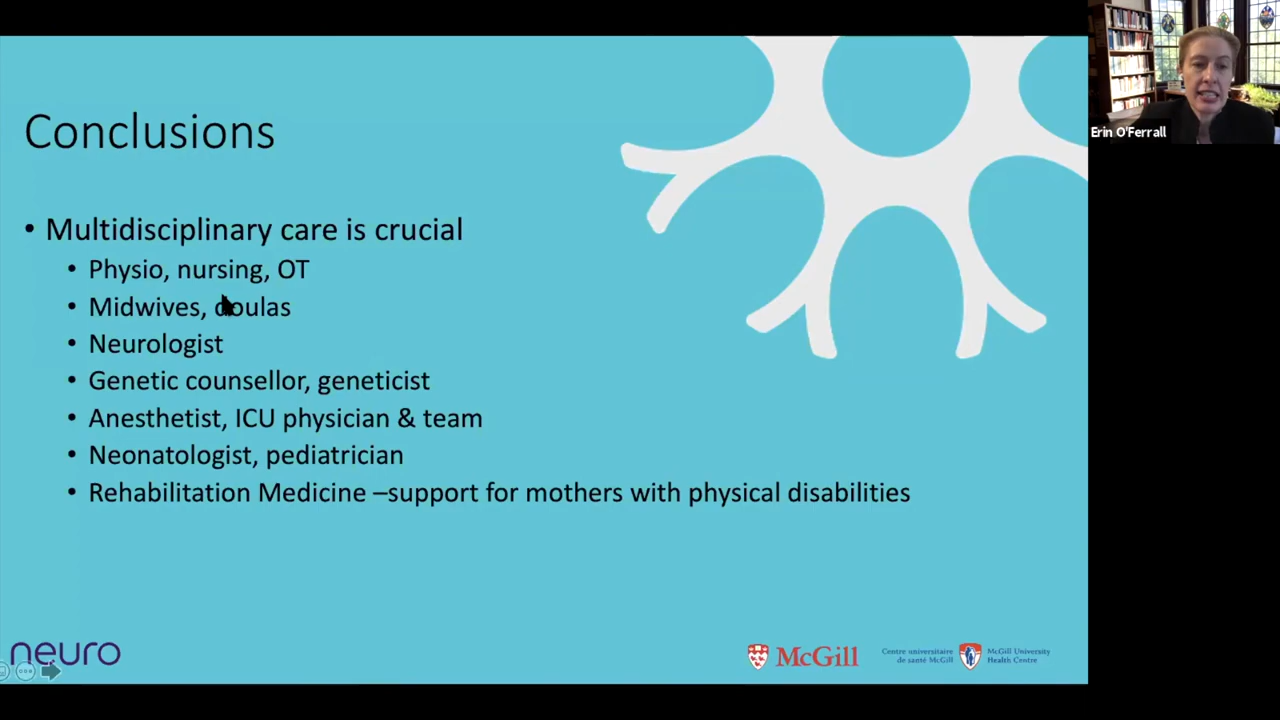 Conclusions
• Multidisciplinary care is crucial
• Physio, nursing, OT
• Midwives, doulas
• Neurologist
• Genetic counsellor, geneticist
• Anesthetist, ICU physician & team
• Neonatologist, pediatrician
• Rehabilitation Medicine –support for mothers with physical disabilities
neuro
McGill
Centre universitaire
de santé McGill
McGill University
Health Centre
Erin O'Ferrall